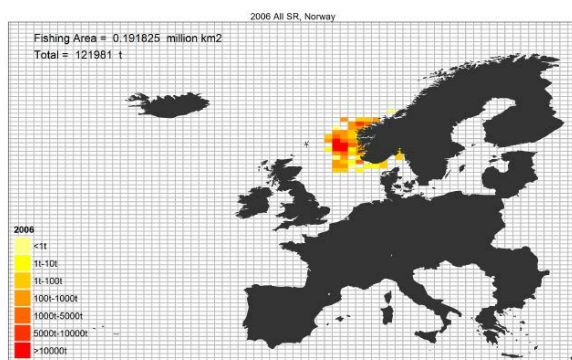 2006 All SR, Norway
Fishing Area = 0.191825 million km2
Total = 121981 t
2006
<1t
1t-10t
1t-100t
100t-1000t
1000t-5000t
5000t-10000t
>10000t